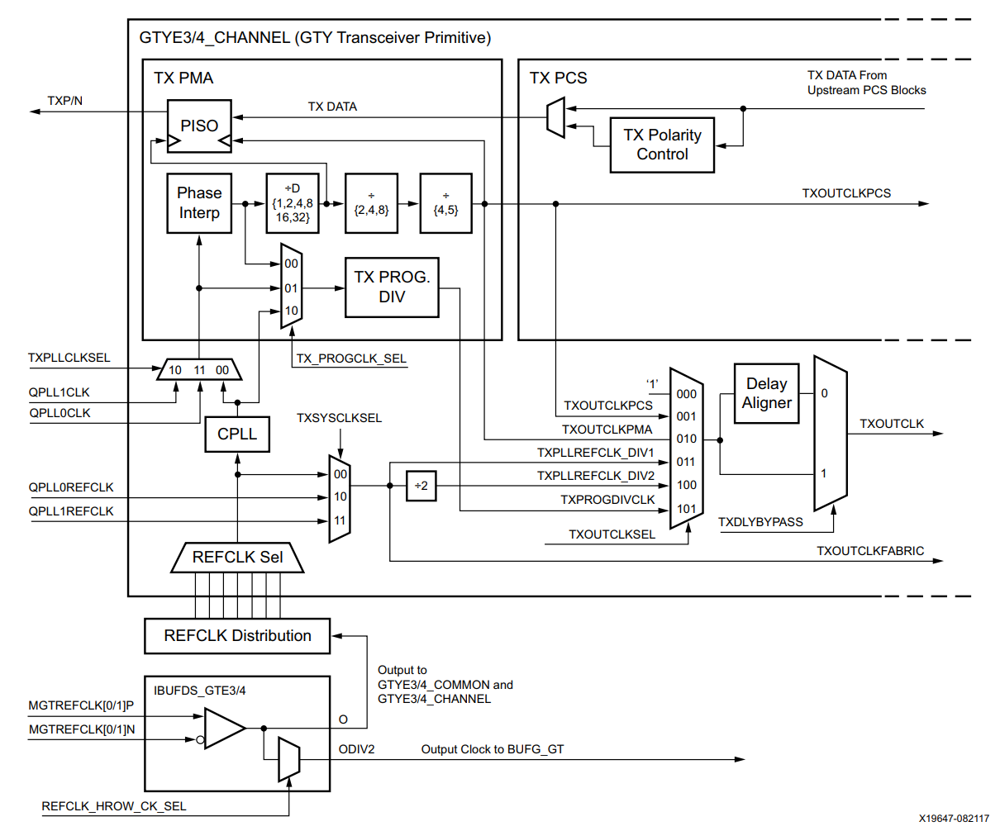 GTYE3/4_CHANNEL (GTY Transceiver Primitive)
TX PMA
TX PCS
TX DATA From
Upstream PCS Blocks
TXP/N
TX DATA
PISO
TX Polarity
Control
Phase
Interp
÷D
{1,2,4,8
16,32}
÷
{2,4,8}
÷
{4,5}
TXOUTCLKPCS
00
01
10
TX PROG.
DIV
TX_PROGCLK_SEL
TXPLLCLKSEL
10 11 00
QPLL1CLK
QPLL0CLK
CPLL
TXSYSCLKSEL
00
10
11
QPLL0REFCLK
QPLL1REFCLK
÷2
'1'
TXOUTCLKPCS
TXOUTCLKPMA
TXPLLREFCLK_DIV1
TXPLLREFCLK_DIV2
TXPROGDIVCLK
000
001
010
011
100
101
TXOUTCLKSEL
Delay
Aligner
0
1
TXOUTCLK
TXDLYBYPASS
TXOUTCLKFABRIC
REFCLK Sel
REFCLK Distribution
Output to
GTYE3/4_COMMON and
GTYE3/4_CHANNEL
IBUFDS_GTE3/4
MGTREFCLK[0/1]P
MGTREFCLK[0/1]N
O
ODIV2
Output Clock to BUFG_GT
REFCLK_HROW_CK_SEL
X19647-082117